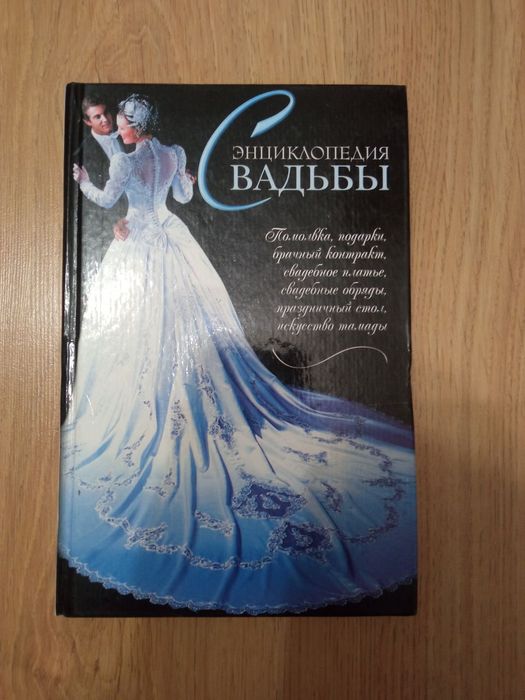 ЭНЦИКЛОПЕДИЯ
СВАДЬБЫ
Помолвка, подарки,
брачный контракт,
свадебное платье,
свадебные обряды,
праздничный стол,
искусство тамады